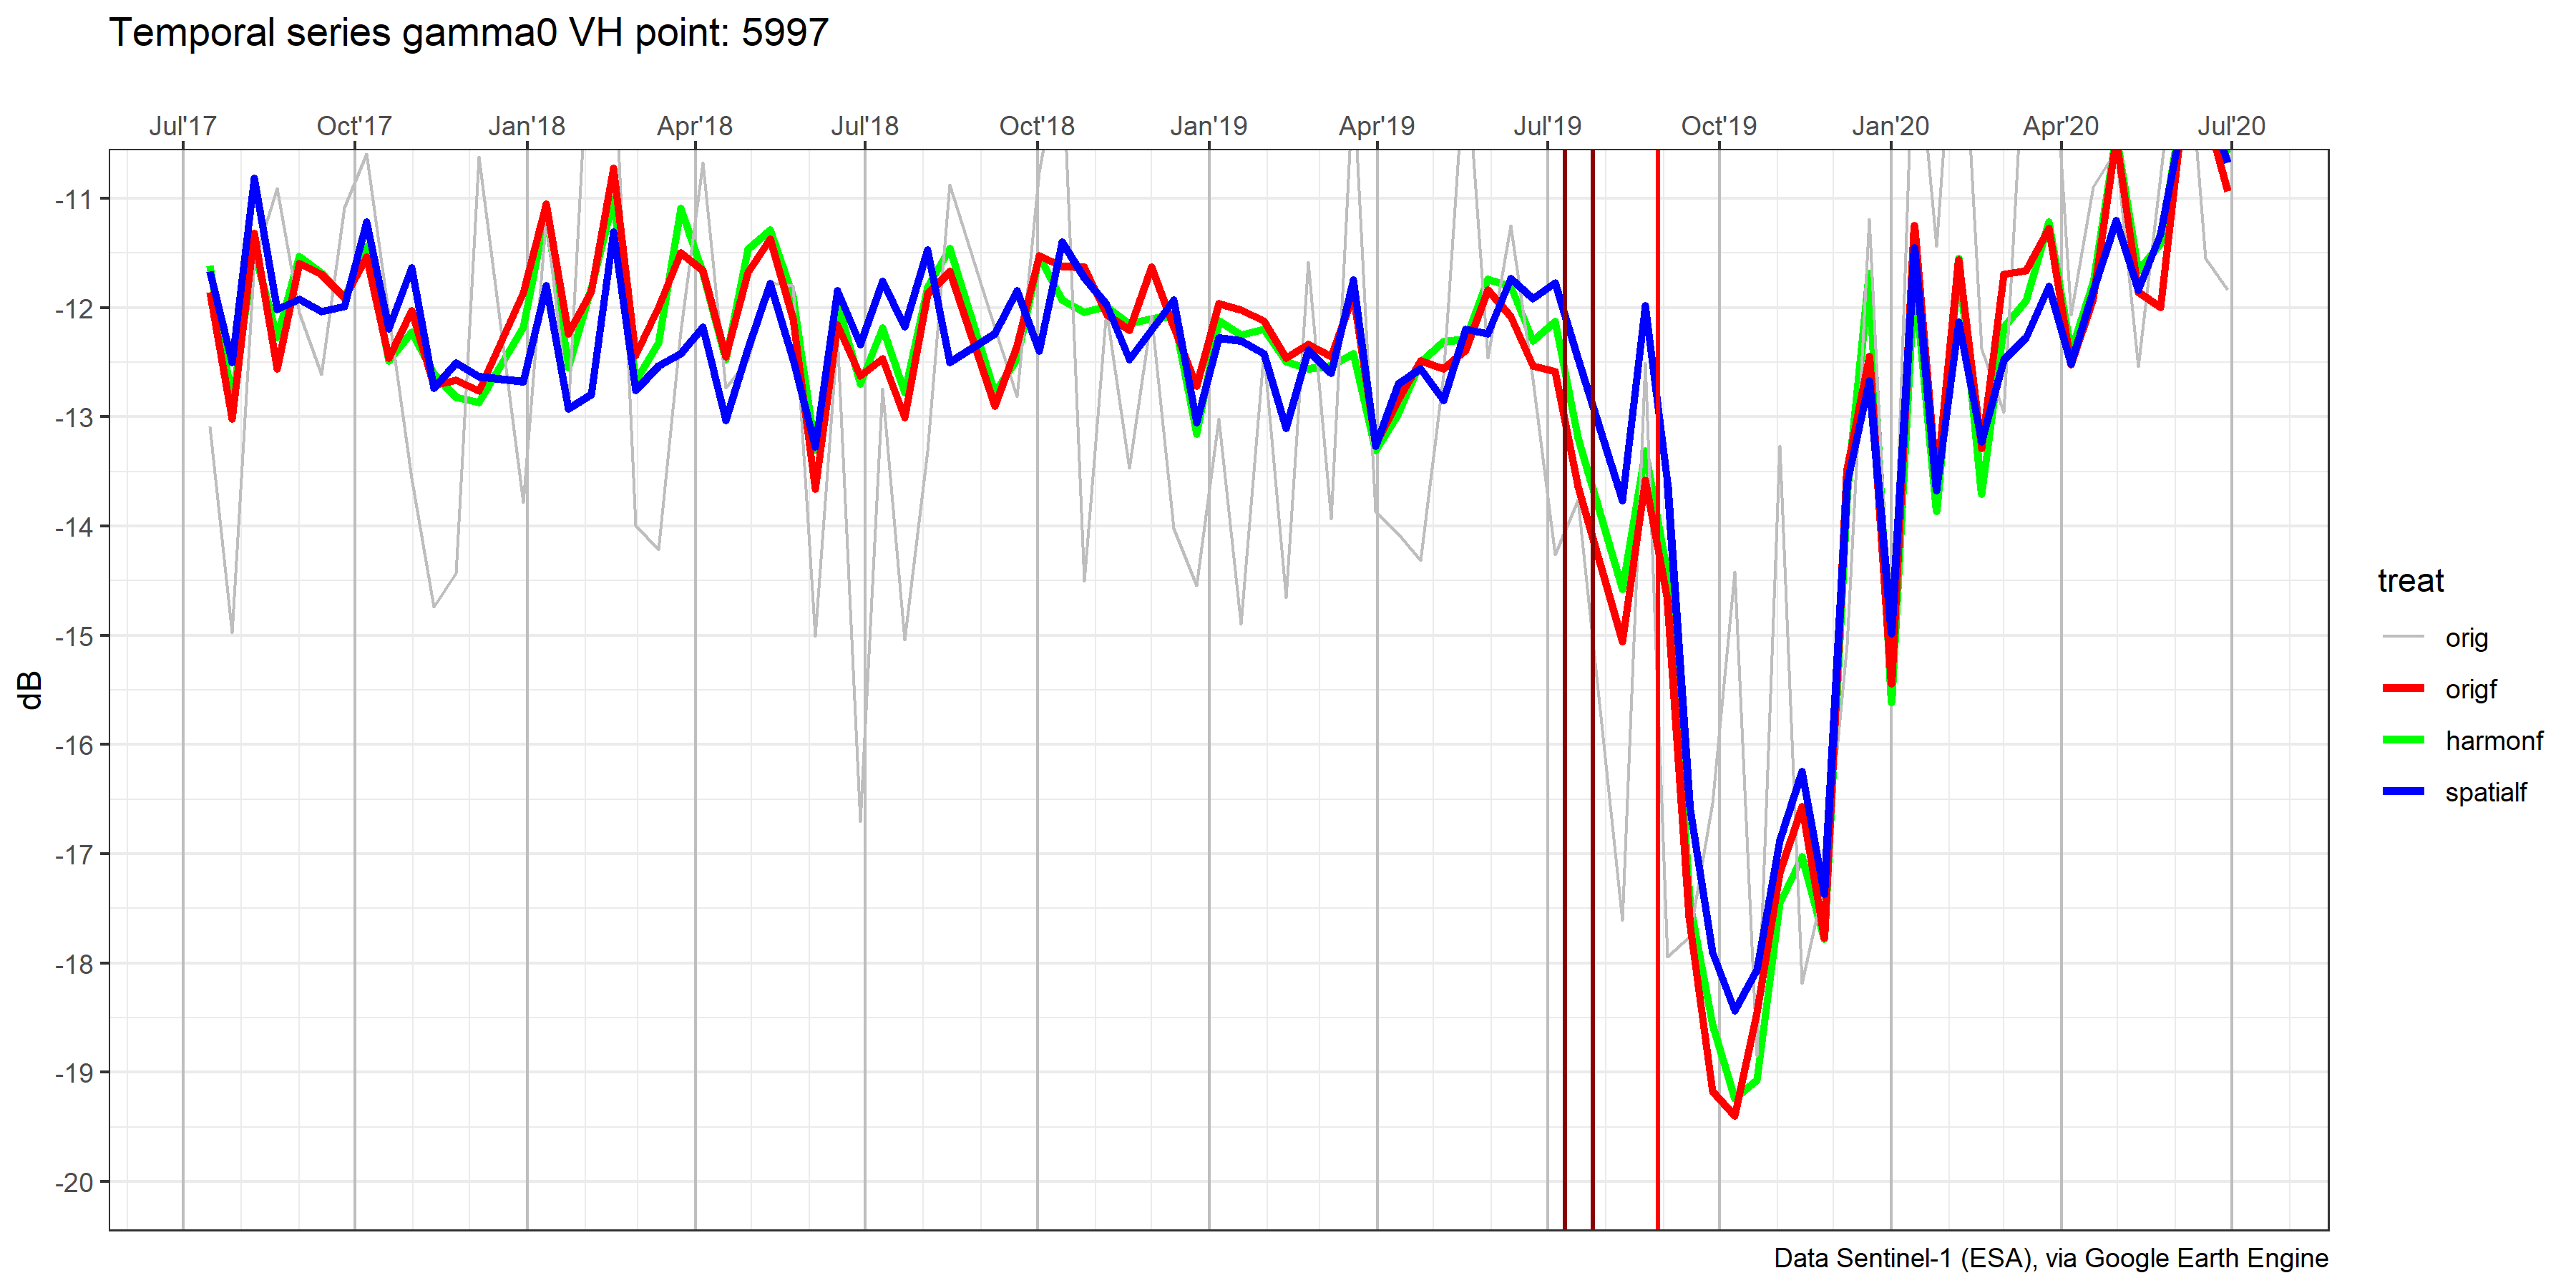 Temporal series gamma0 VH point: 5997
Jul'17 Oct'17 Jan'18 Apr'18 Jul'18 Oct'18 Jan'19 Apr'19 Jul'19 Oct'19 Jan'20 Apr'20 Jul'20
-11
-12
-13
-14
-15
-16
-17
-18
-19
-20
dB
treat
orig
origf
harmonf
spatialf
Data Sentinel-1 (ESA), via Google Earth Engine